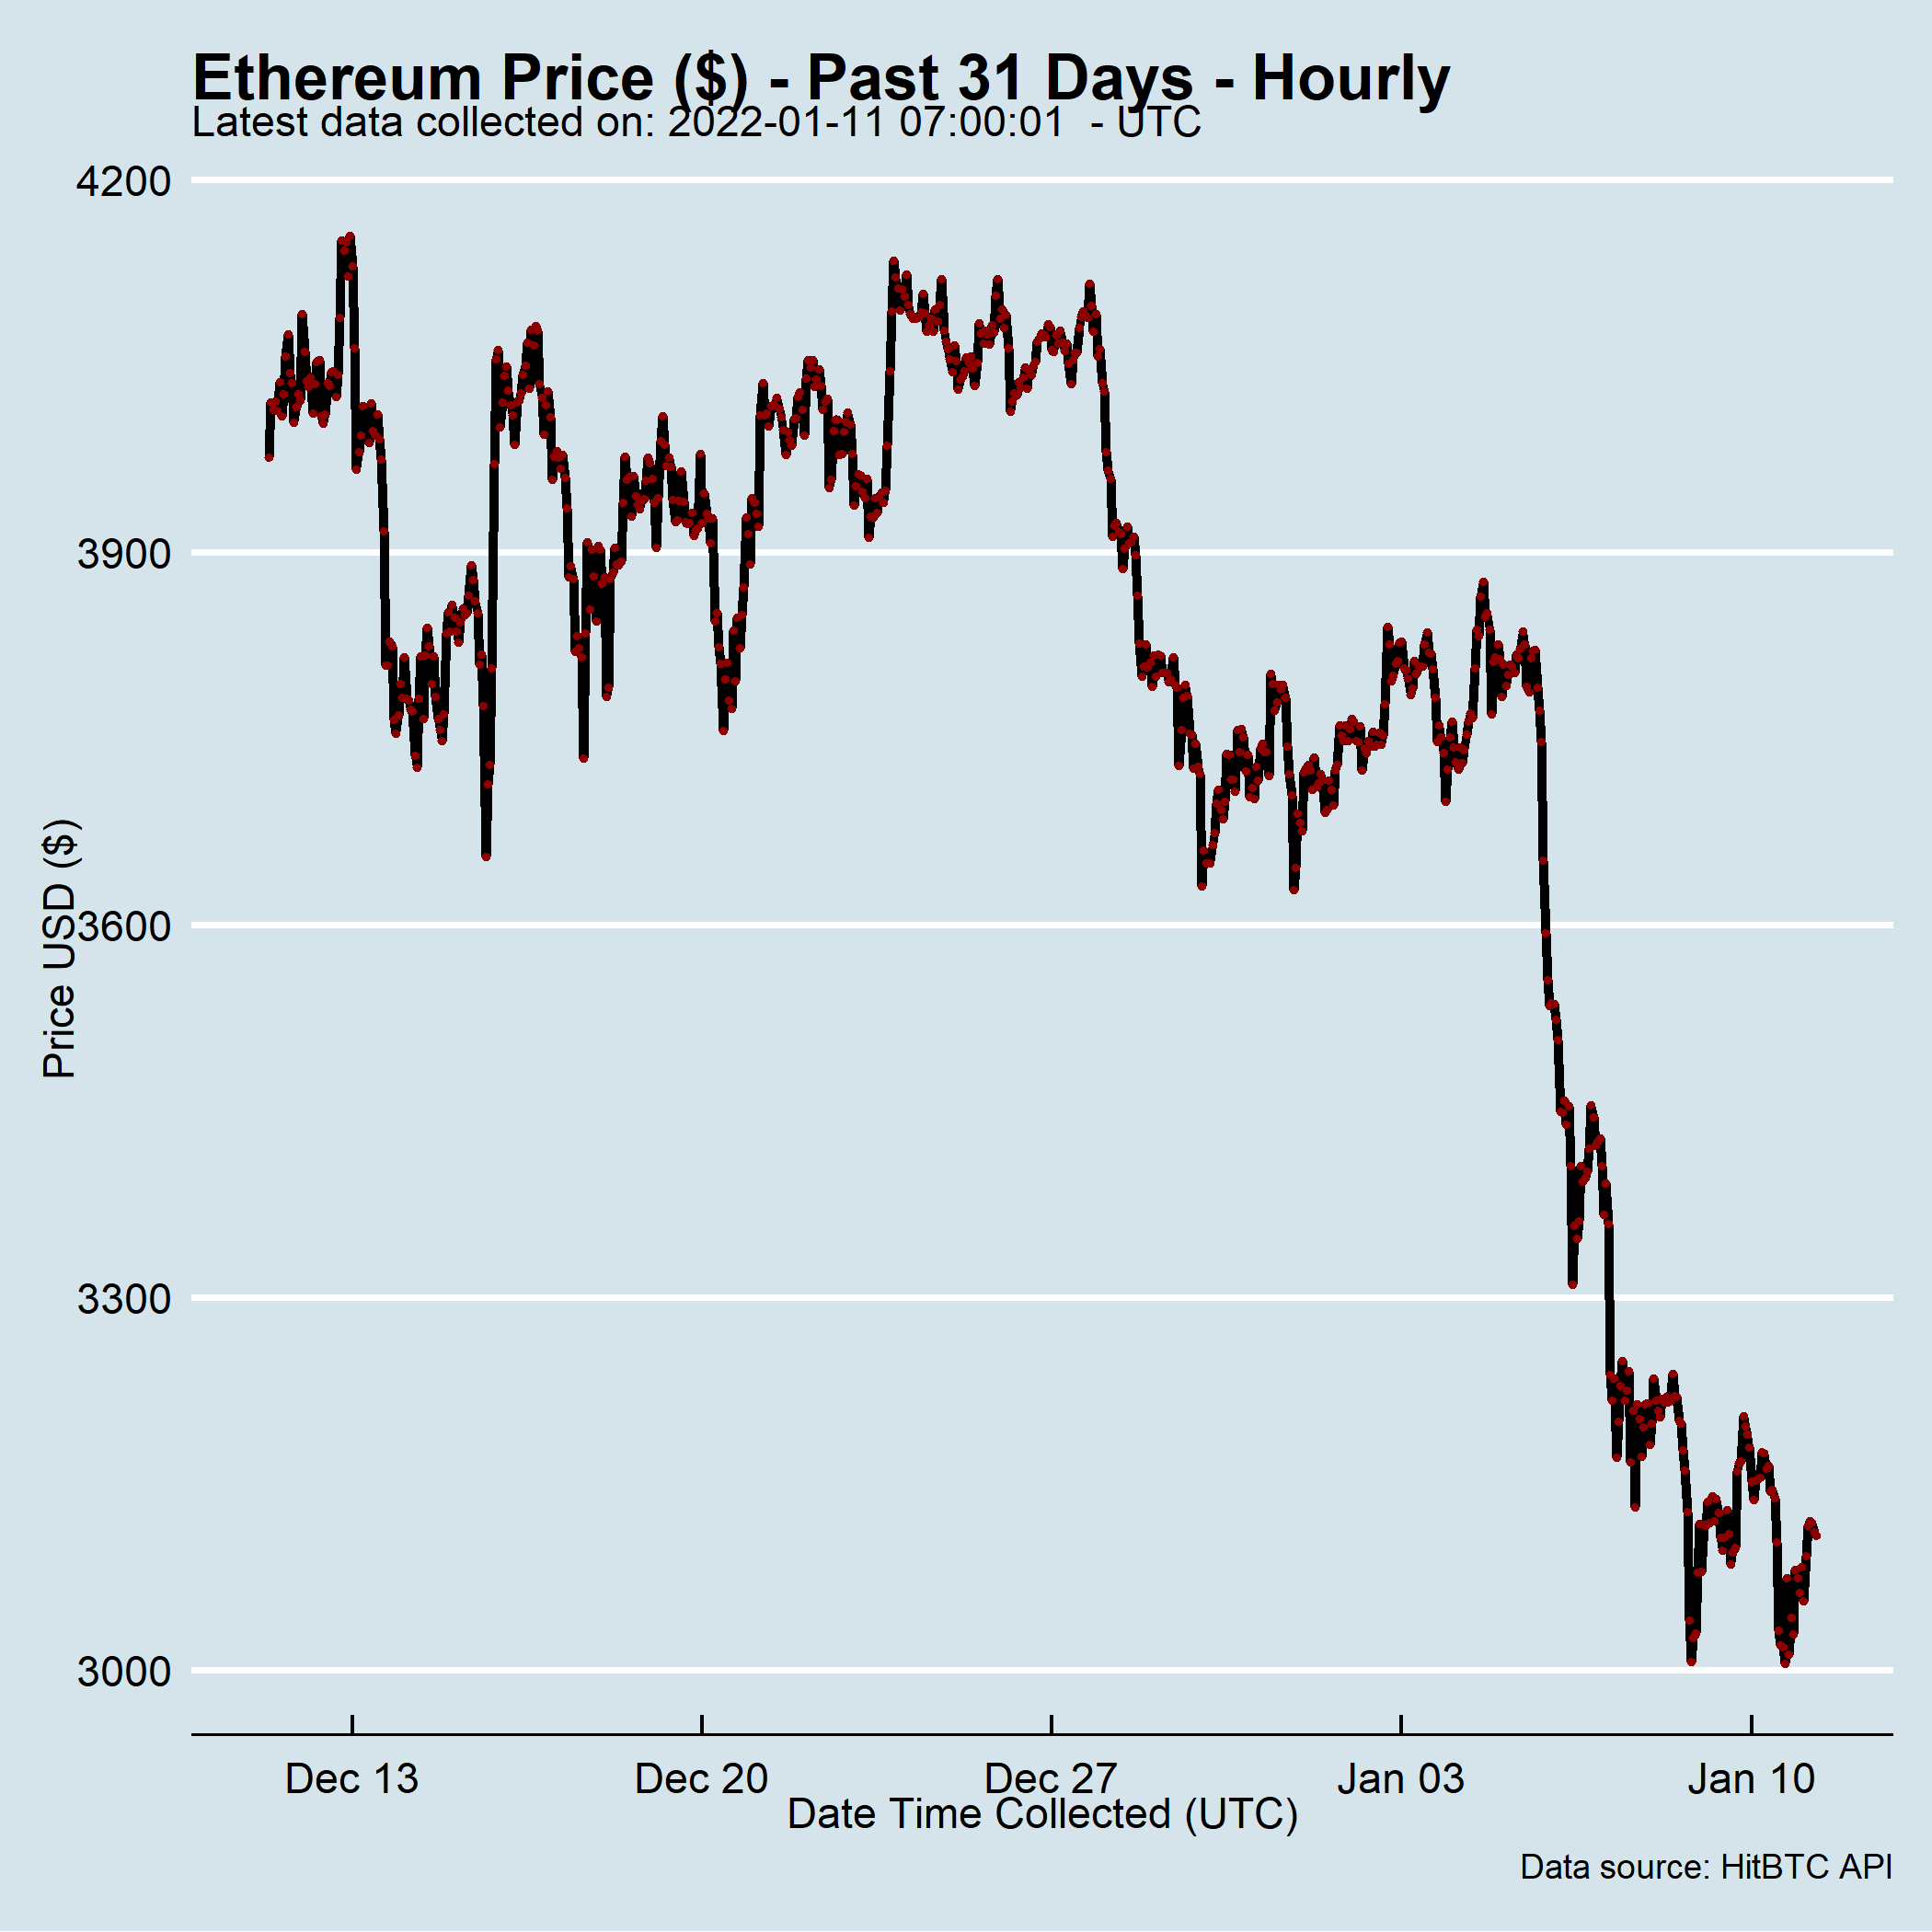 Ethereum Price ($) - Past 31 Days - Hourly
Latest data collected on: 2022-01-11 07:00:01  - UTC
4200
3900
3600
3300
3000
Price USD ($)
Dec 13
Dec 20
Dec 27
Jan 03
Jan 10
Date Time Collected (UTC)
Data source: HitBTC API